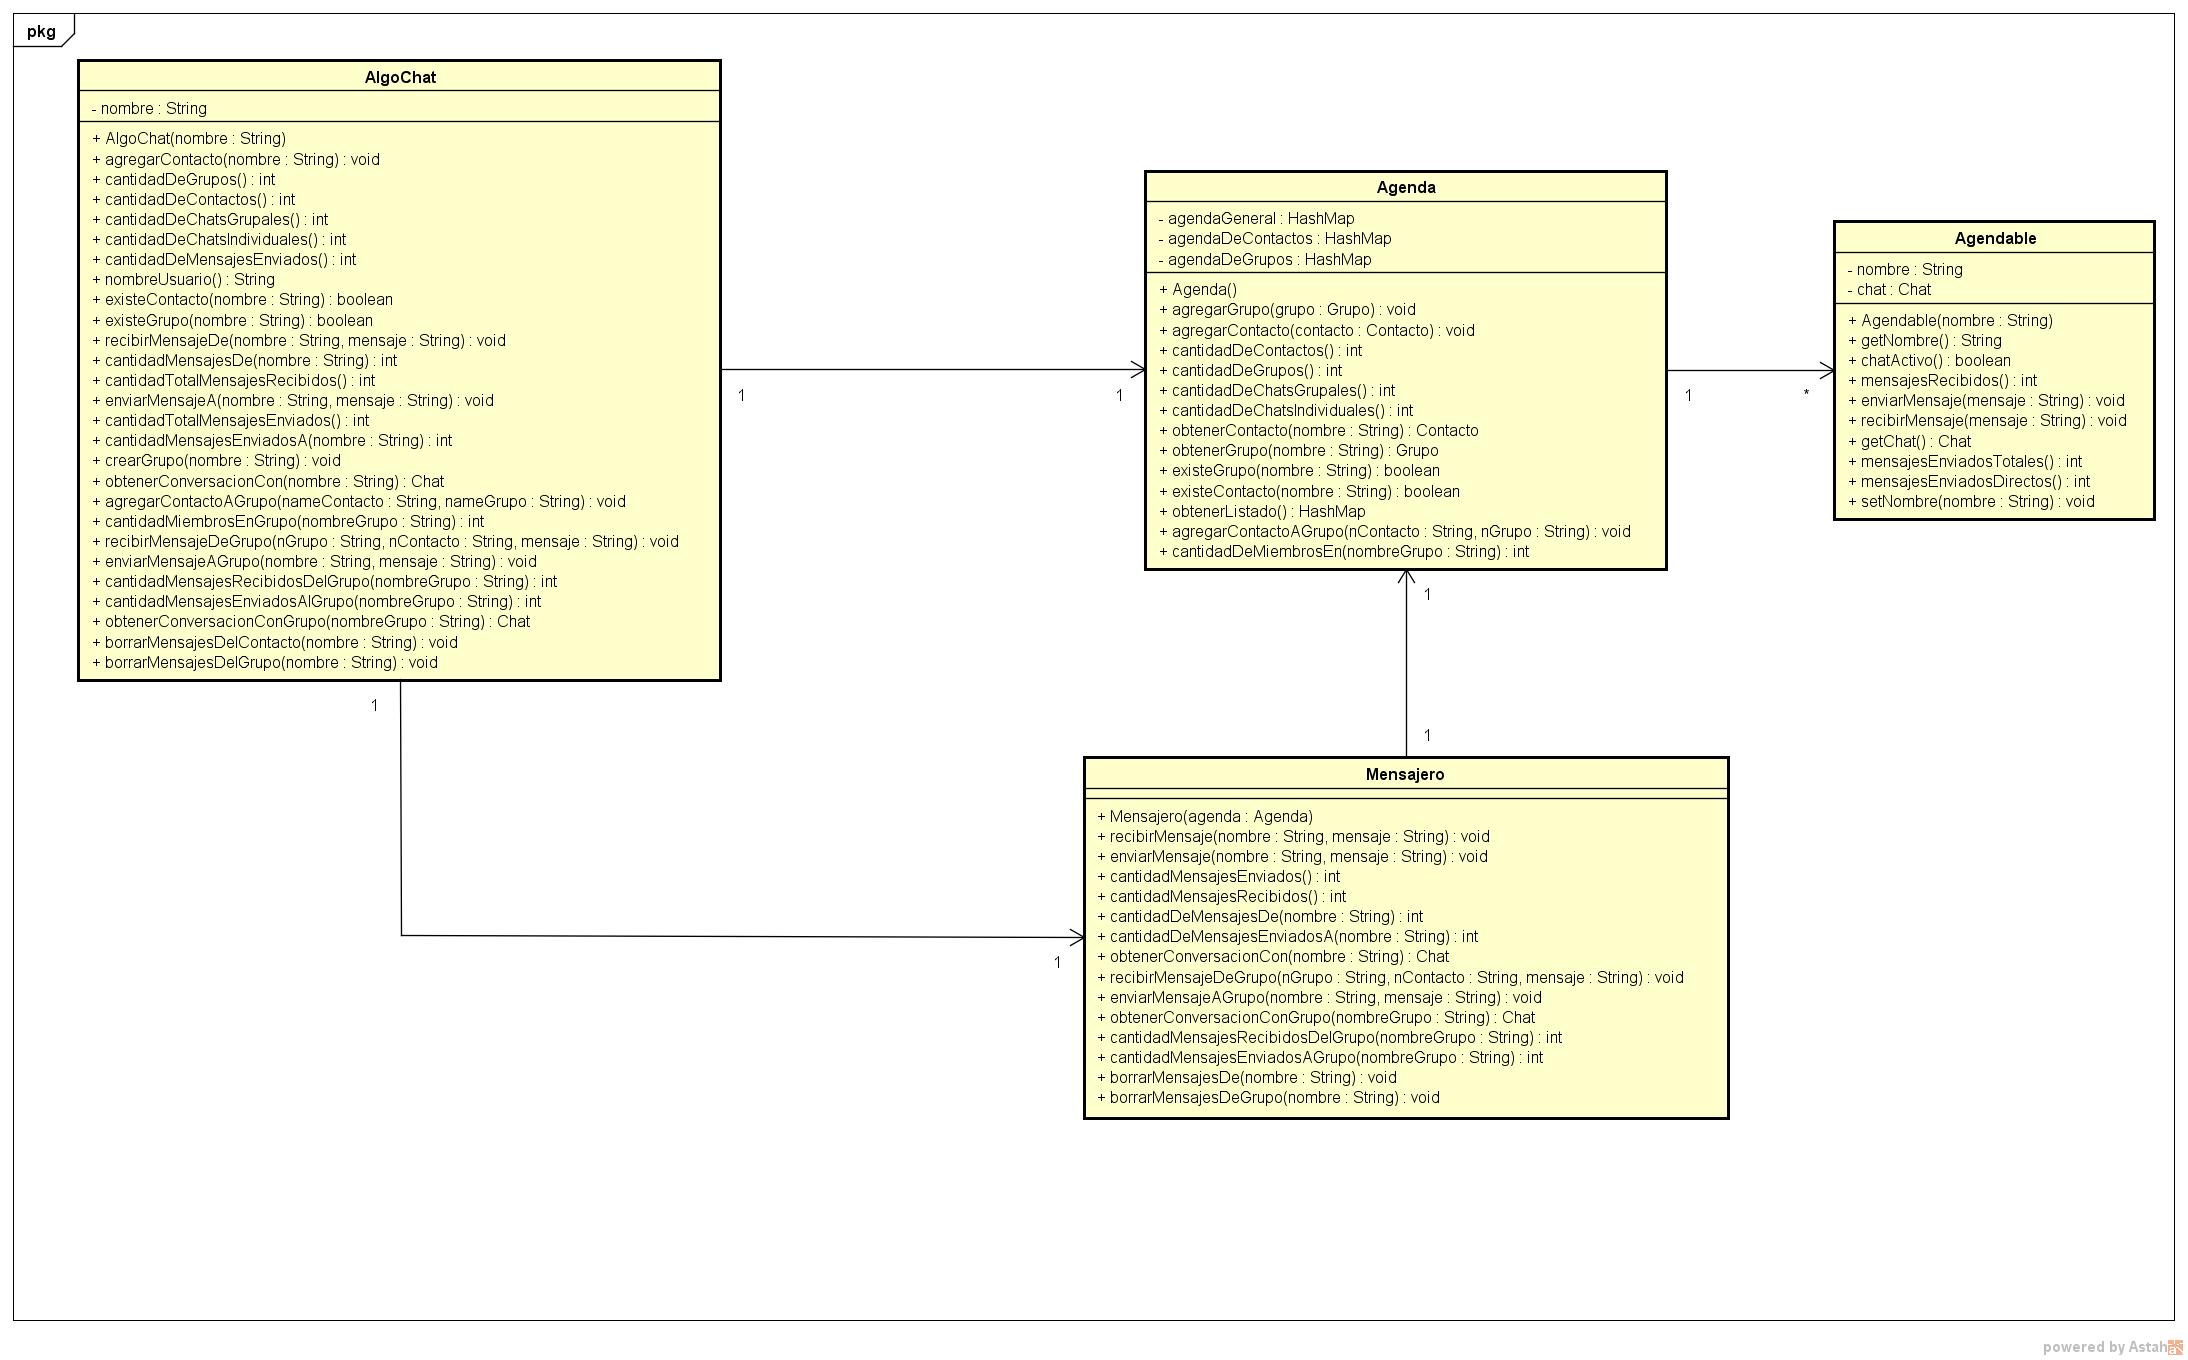 pkg
AlgoChat
- nombre : String
+ AlgoChat(nombre : String)
+ agregarContacto(nombre : String) : void
+ cantidadDeGrupos() : int
+ cantidadDeContactos() : int
+ cantidadDeChatsGrupales() : int
+ cantidadDeChatsIndividuales() : int
+ cantidadDeMensajesEnviados() : int
+ nombreUsuario() : String
+ existeContacto(nombre : String) : boolean
+ existeGrupo(nombre : String) : boolean
+ recibirMensajeDe(nombre : String, mensaje : String) : void
+ cantidadMensajesDe(nombre : String) : int
+ cantidadTotalMensajesRecibidos() : int
+ enviarMensajeA(nombre : String, mensaje : String) : void
+ cantidadTotalMensajesEnviados() : int
+ cantidadMensajesEnviadosA(nombre : String) : int
+ crearGrupo(nombre : String) : void
+ obtenerConversacionCon(nombre : String) : Chat
+ agregarContactoAGrupo(nameContacto : String, nameGrupo : String) : void
+ cantidadMiembrosEnGrupo(nombreGrupo : String) : int
+ recibirMensajeDeGrupo(nGrupo : String, nContacto : String, mensaje : String) : void
+ enviarMensajeAGrupo(nombre : String, mensaje : String) : void
+ cantidadMensajesRecibidosDelGrupo(nombreGrupo : String) : int
+ cantidadMensajesEnviadosAlGrupo(nombreGrupo : String) : int
+ obtenerConversacionConGrupo(nombreGrupo : String) : Chat
+ borrarMensajesDelContacto(nombre : String) : void
+ borrarMensajesDelGrupo(nombre : String) : void
1
1
Agenda
- agendaGeneral : HashMap
- agendaDeContactos : HashMap
- agendaDeGrupos : HashMap
+ Agenda()
+ agregarGrupo(grupo : Grupo) : void
+ agregarContacto(contacto : Contacto) : void
+ cantidadDeContactos() : int
+ cantidadDeGrupos() : int
+ cantidadDeChatsGrupales() : int
+ cantidadDeChatsIndividuales() : int
+ obtenerContacto(nombre : String) : Contacto
+ obtenerGrupo(nombre : String) : Grupo
+ existeGrupo(nombre : String) : boolean
+ existeContacto(nombre : String) : boolean
+ obtenerListado() : HashMap
+ agregarContactoAGrupo(nContacto : String, nGrupo : String) : void
+ cantidadDeMiembrosEn(nombreGrupo : String) : int
1
*
Agendable
- nombre : String
- chat : Chat
+ Agendable(nombre : String)
+ getNombre() : String
+ chatActivo() : boolean
+ mensajesRecibidos() : int
+ enviarMensaje(mensaje : String) : void
+ recibirMensaje(mensaje : String) : void
+ getChat() : Chat
+ mensajesEnviadosTotales() : int
+ mensajesEnviadosDirectos() : int
+ setNombre(nombre : String) : void
1
1
1
1
Mensajero
+ Mensajero(agenda : Agenda)
+ recibirMensaje(nombre : String, mensaje : String) : void
+ enviarMensaje(nombre : String, mensaje : String) : void
+ cantidadMensajesEnviados() : int
+ cantidadMensajesRecibidos() : int
+ cantidadDeMensajesDe(nombre : String) : int
+ cantidadDeMensajesEnviadosA(nombre : String) : int
+ obtenerConversacionCon(nombre : String) : Chat
+ recibirMensajeDeGrupo(nGrupo : String, nContacto : String, mensaje : String) : void
+ enviarMensajeAGrupo(nombre : String, mensaje : String) : void
+ obtenerConversacionConGrupo(nombreGrupo : String) : Chat
+ cantidadMensajesRecibidosDelGrupo(nombreGrupo : String) : int
+ cantidadMensajesEnviadosAGrupo(nombreGrupo : String) : int
+ borrarMensajesDe(nombre : String) : void
+ borrarMensajesDeGrupo(nombre : String) : void
powered by Astah